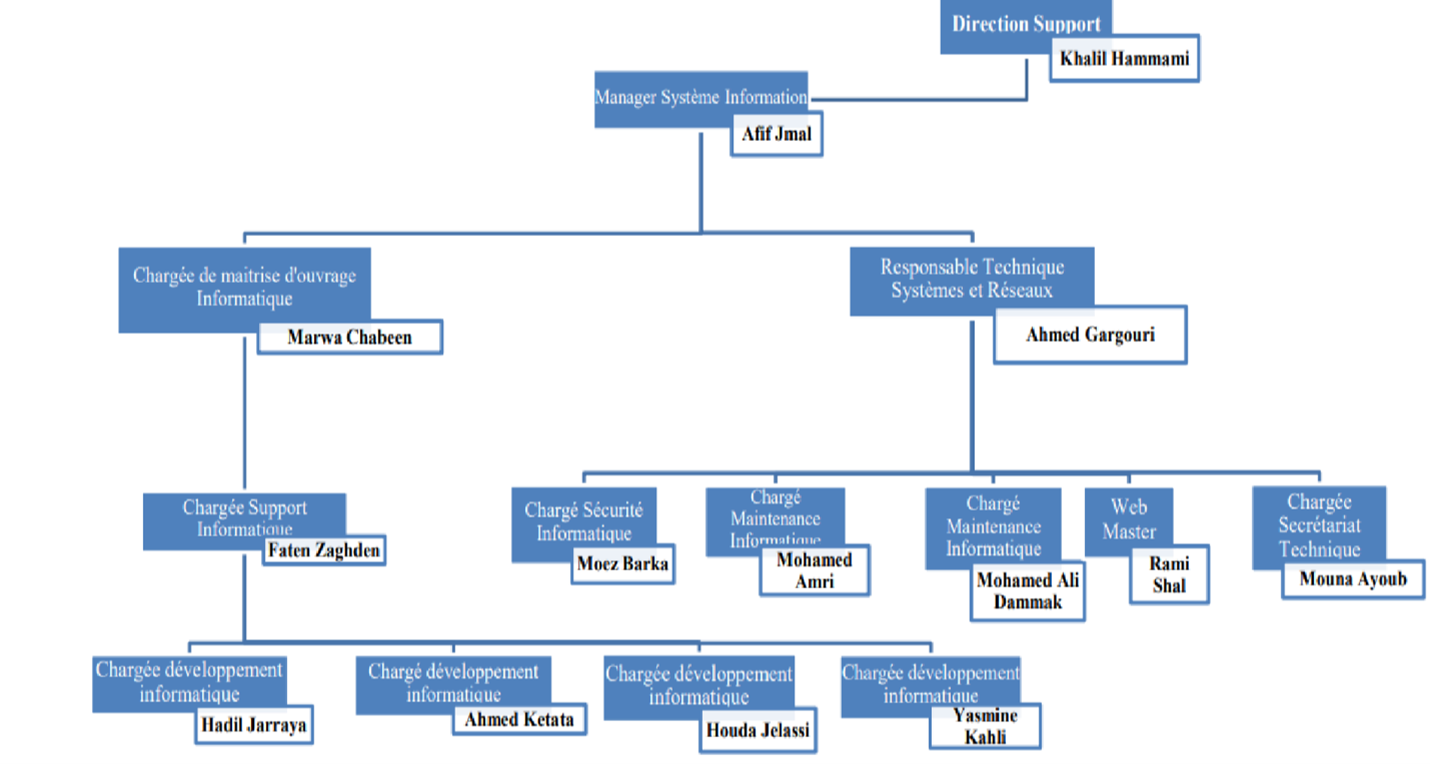 Direction Support
Khalil Hammami
Manager Système Information
Afif Jmal
Chargée de maitrise d'ouvrage
Informatique
Marwa Chabeen
Responsable Technique
Systèmes et Réseaux
Ahmed Gargouri
Chargée Support
Informatique
Faten Zaghden
Chargé Sécurité
Informatique
Moez Barka
Chargé
Maintenance
Informatique
Mohamed
Amri
Chargé
Maintenance
Informatique
Mohamed Ali
Dammak
Web
Master
Rami
Shal
Chargée
Secrétariat
Technique
Mouna Ayoub
Chargée développement
informatique
Hadil Jarraya
Chargé développement
informatique
Ahmed Ketata
Chargée développement
informatique
Houda Jelassi
Chargée développement
informatique
Yasmine
Kahli